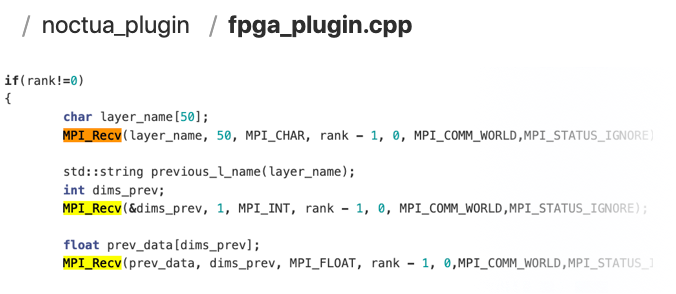 / noctua_plugin / fpga_plugin.cpp
if(rank!=0)
{
char layer_name[50];
MPI_Recv(layer_name, 50, MPI_CHAR, rank - 1, 0, MPI_COMM_WORLD,MPI_STATUS_IGNORE)
std::string previous_l_name(layer_name);
int dims_prev;
MPI_Recv(&dims_prev, 1, MPI_INT, rank - 1, 0, MPI_COMM_WORLD,MPI_STATUS_IGNORE);
float prev_data[dims_prev];
MPI_Recv(prev_data, dims_prev, MPI_FLOAT, rank - 1, 0,MPI_COMM_WORLD,MPI_STATUS_